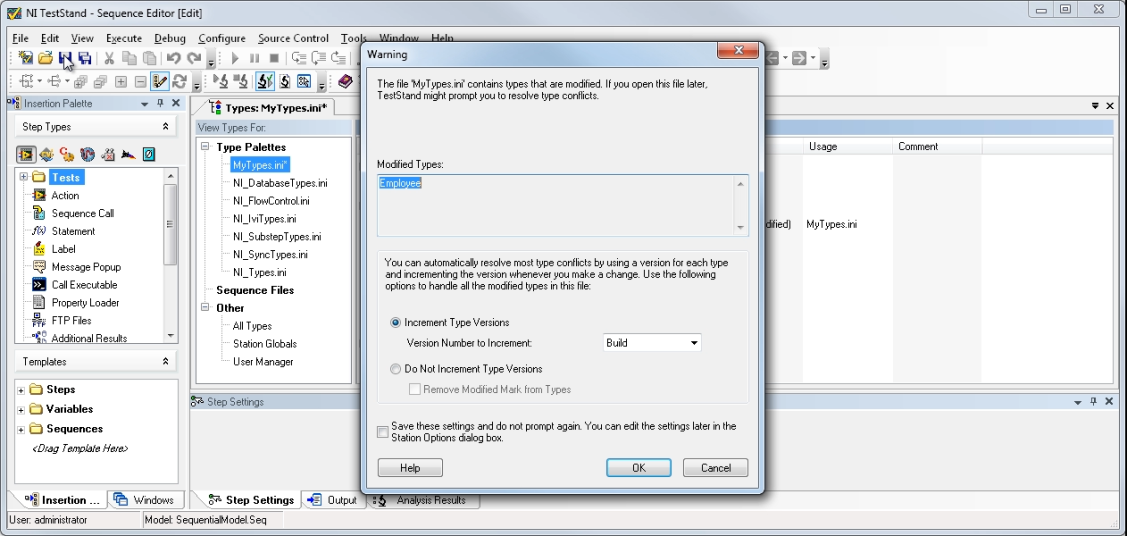 NI TestStand - Sequence Editor [Edit]
File Edit View Execute Debug Configure Source Control Tools Window Help
Insertion Palette
Step Types
Tests
Action
Sequence Call
Statement
Label
Message Popup
Call Executable
Property Loader
FTP Files
Additional Results
Templates
Steps
Variables
Sequences
<Drag Template Here>
Insertion ... Windows
Types: MyTypes.ini*
View Types For:
Type Palettes
MyTypes.ini*
NI_DatabaseTypes.ini
NI_FlowControl.ini
NI_IviTypes.ini
NI_SubstepTypes.ini
NI_SyncTypes.ini
NI_Types.ini
Sequence Files
Other
All Types
Station Globals
User Manager
Usage Comment
dified) MyTypes.ini
Step Settings
Step Settings Output Analysis Results
Warning
The file 'MyTypes.ini' contains types that are modified. If you open this file later,
TestStand might prompt you to resolve type conflicts.
Modified Types:
Employee
You can automatically resolve most type conflicts by using a version for each type
and incrementing the version whenever you make a change. Use the following
options to handle all the modified types in this file:
Increment Type Versions
Version Number to Increment: Build
Do Not Increment Type Versions
Remove Modified Mark from Types
Save these settings and do not prompt again. You can edit the settings later in the
Station Options dialog box.
Help OK Cancel
User: administrator Model: SequentialModel.Seq